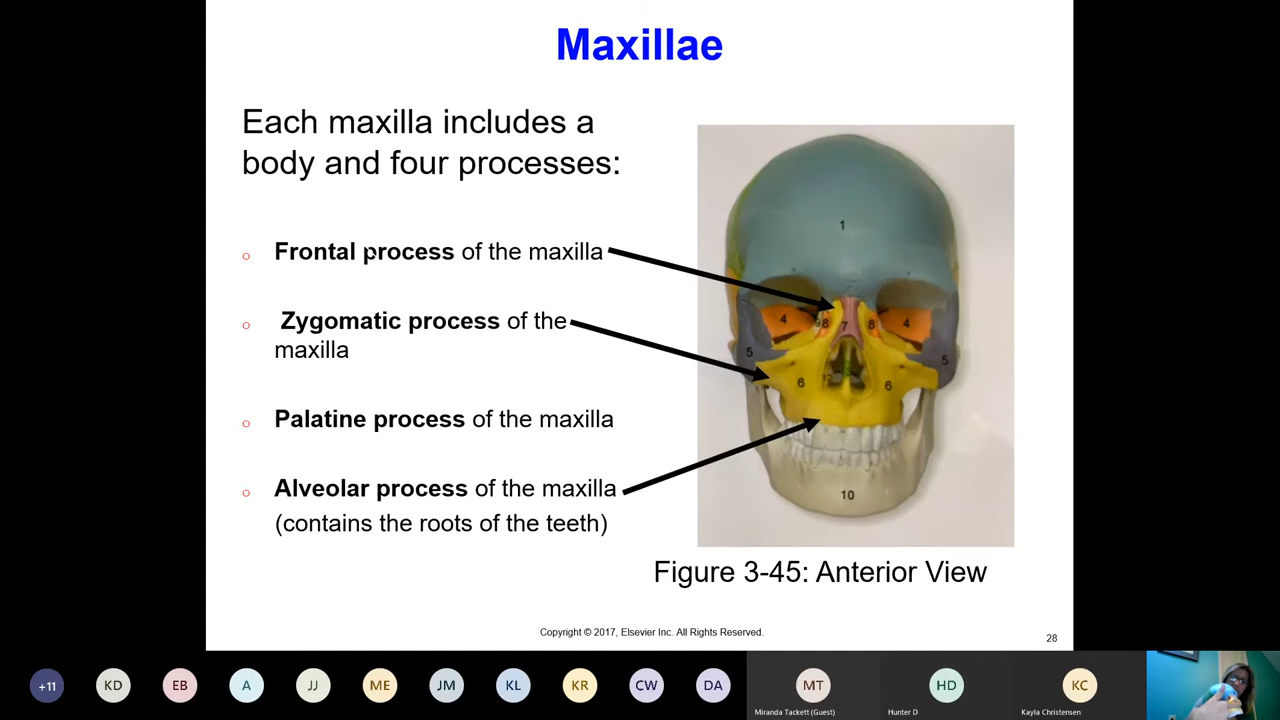 Maxillae
Each maxilla includes a
body and four processes:
Frontal process of the maxilla
Zygomatic process of the
maxilla
Palatine process of the maxilla
Alveolar process of the maxilla
(contains the roots of the teeth)
1
4
9
8
7
8
4
5
5
6
12
6
10
Figure 3-45: Anterior View
Copyright © 2017, Elsevier Inc. All Rights Reserved.
28
+11
KD
EB
A
JJ
ME
JM
KL
KR
CW
DA
MT
HD
KC
Miranda Tackett (Guest)
Hunter D
Kayla Christensen